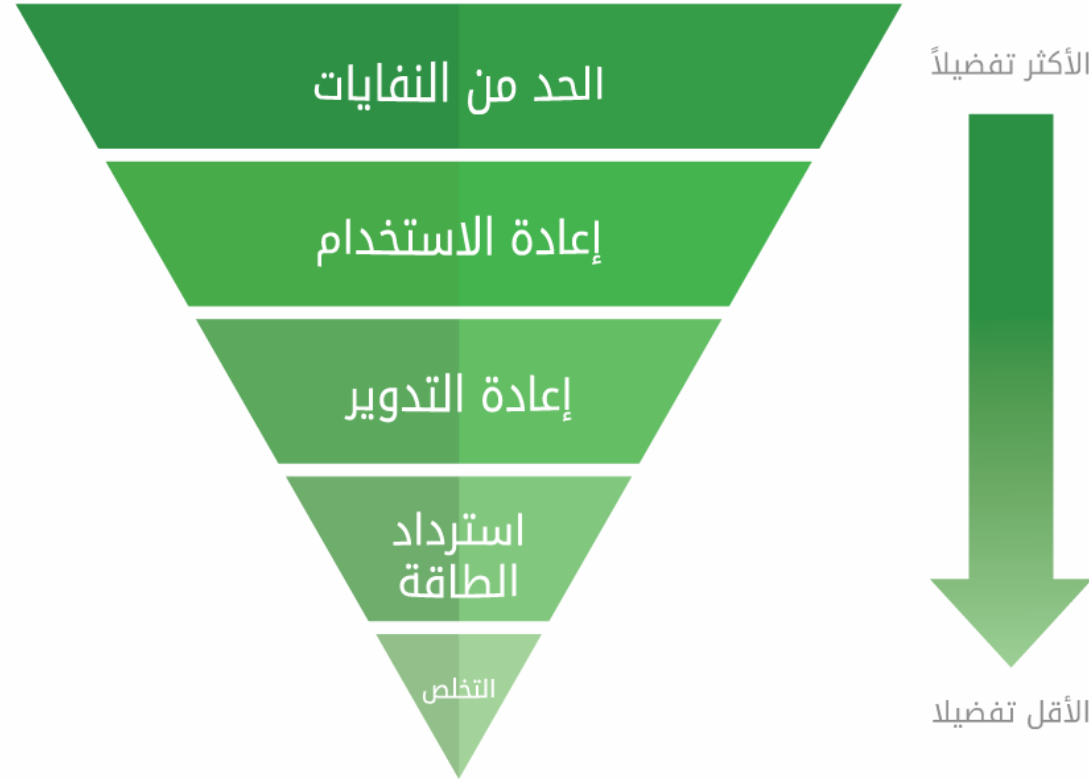 الحد من النفايات
إعادة الاستخدام
إعادة التدوير
استرداد
الطاقة
التخلص
الأكثر تفضيلاً
الأقل تفضيلا